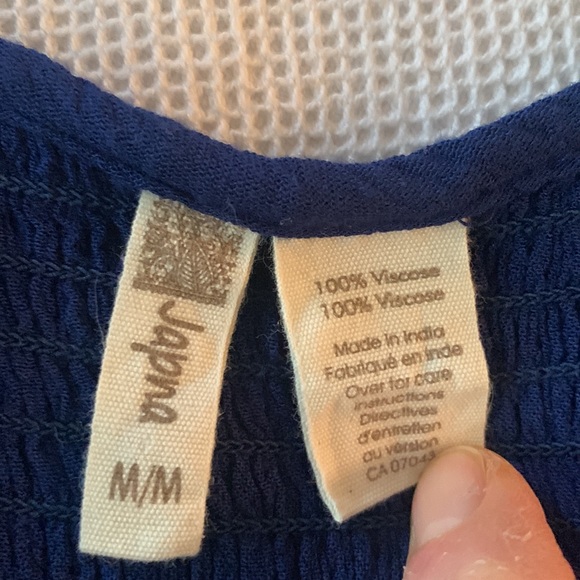 Japna
M/M
100% Viscose
100% Viscose
Made in India
Fabriqué en Inde
Over for care
instructions
Directives
d'entretien
au version
CA 07043